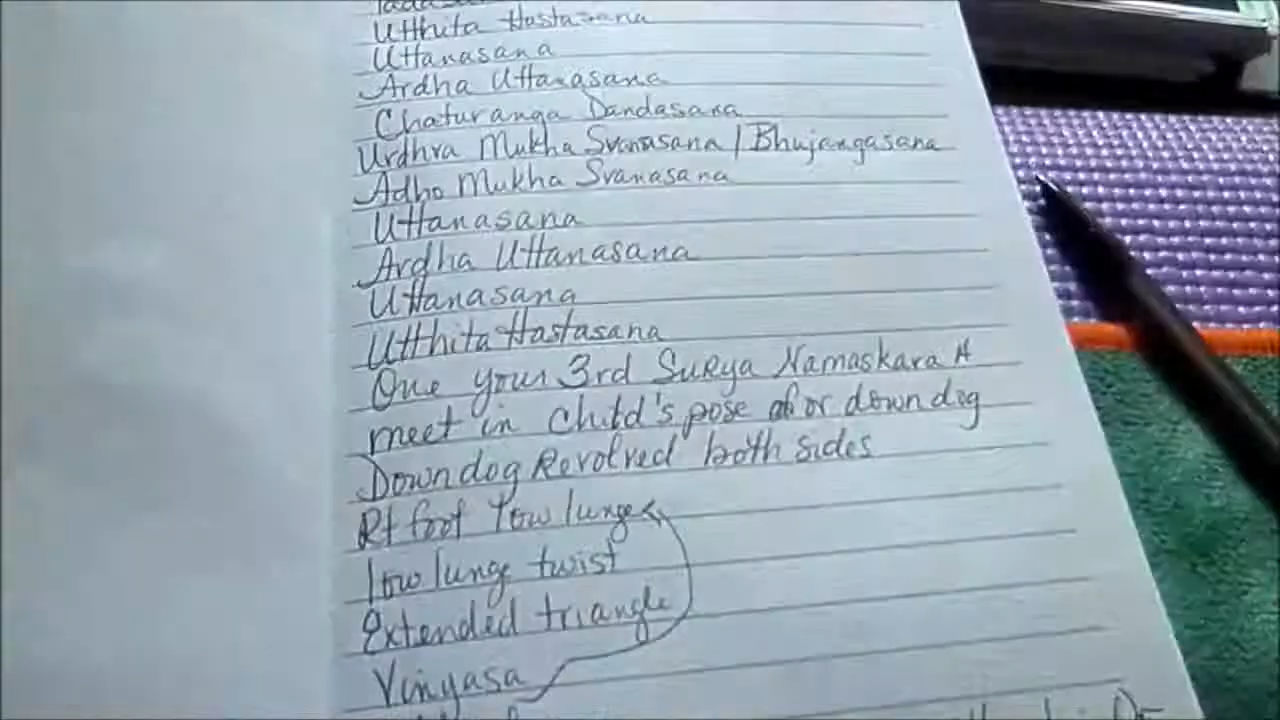 Utthita Hastasana
Uttanasana
Ardha Uttanasana
Chaturanga Dandasana
Urdhva Mukha Svanasana / Bhujangasana
Adho Mukha Svanasana
Uttanasana
Ardha Uttanasana
Uttanasana
Utthita Hastasana
One your 3rd Surya Namaskara A
meet in Child's pose or down dog
Down dog Revolved both sides
Rt foot low lunge
low lunge twist
Extended triangle
Vinyasa